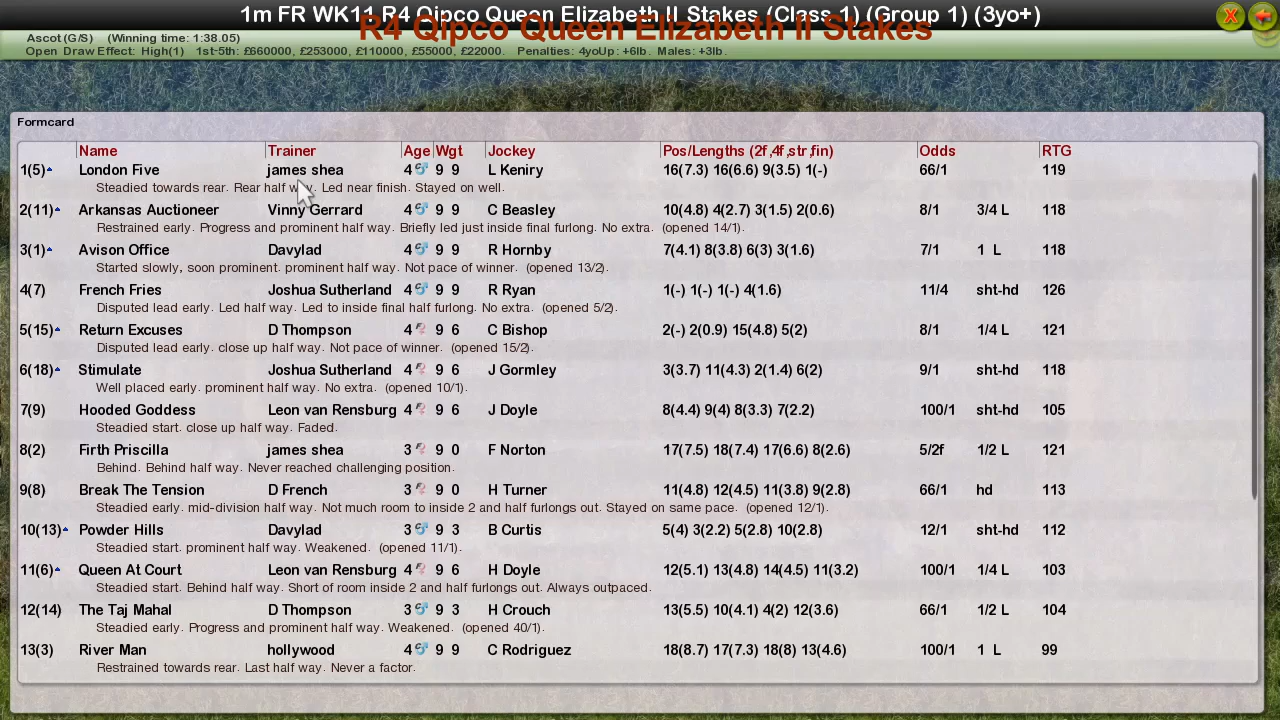 1m FR WK11 R4 Qipco Queen Elizabeth II Stakes (Class 1) (Group 1) (3yo+)
R4 Qipco Queen Elizabeth II Stakes
Ascot(G/S) (Winning time: 1:38.05)
Open Draw Effect: High(1) 1st-5th: £660000, £253000, £110000, £55000, £22000. Penalties: 4yoUp: +6lb. Males: +3lb.
Formcard
Name Trainer Age Wgt Jockey Pos/Lengths (2f,4f,str,fin) Odds RTG
1(5) London Five james shea 4 9 9 L Keniry 16(7.3) 16(6.6) 9(3.5) 1(-) 66/1 119
Steadied towards rear. Rear half way. Led near finish. Stayed on well.
2(11) Arkansas Auctioneer Vinny Gerrard 4 9 9 C Beasley 10(4.8) 4(2.7) 3(1.5) 2(0.6) 8/1 3/4 L 118
Restrained early. Progress and prominent half way. Briefly led just inside final furlong. No extra. (opened 14/1).
3(1) Avison Office Davylad 4 9 9 R Hornby 7(4.1) 8(3.8) 6(3) 3(1.6) 7/1 1 L 118
Started slowly, soon prominent. prominent half way. Not pace of winner. (opened 13/2).
4(7) French Fries Joshua Sutherland 4 9 9 R Ryan 1(-) 1(-) 1(-) 4(1.6) 11/4 sht-hd 126
Disputed lead early. Led half way. Led to inside final half furlong. No extra. (opened 5/2).
5(15) Return Excuses D Thompson 4 9 6 C Bishop 2(-) 2(0.9) 15(4.8) 5(2) 8/1 1/4 L 121
Disputed lead early. close up half way. Not pace of winner. (opened 15/2).
6(18) Stimulate Joshua Sutherland 4 9 6 J Gormley 3(3.7) 11(4.3) 2(1.4) 6(2) 9/1 sht-hd 118
Well placed early. prominent half way. No extra. (opened 10/1).
7(9) Hooded Goddess Leon van Rensburg 4 9 6 J Doyle 8(4.4) 9(4) 8(3.3) 7(2.2) 100/1 sht-hd 105
Steadied start. close up half way. Faded.
8(2) Firth Priscilla james shea 3 9 0 F Norton 17(7.5) 18(7.4) 17(6.6) 8(2.6) 5/2f 1/2 L 121
Behind. Behind half way. Never reached challenging position.
9(8) Break The Tension D French 3 9 0 H Turner 11(4.8) 12(4.5) 11(3.8) 9(2.8) 66/1 hd 113
Steadied early. mid-division half way. Not much room to inside 2 and half furlongs out. Stayed on same pace. (opened 12/1).
10(13) Powder Hills Davylad 3 9 3 B Curtis 5(4) 3(2.2) 5(2.8) 10(2.8) 12/1 sht-hd 112
Steadied start. prominent half way. Weakened. (opened 11/1).
11(6) Queen At Court Leon van Rensburg 4 9 6 H Doyle 12(5.1) 13(4.8) 14(4.5) 11(3.2) 100/1 1/4 L 103
Steadied start. Behind half way. Short of room inside 2 and half furlongs out. Always outpaced.
12(14) The Taj Mahal D Thompson 3 9 3 H Crouch 13(5.5) 10(4.1) 4(2) 12(3.6) 66/1 1/2 L 104
Steadied early. Progress and prominent half way. Weakened. (opened 40/1).
13(3) River Man hollywood 4 9 9 C Rodriguez 18(8.7) 17(7.3) 18(8) 13(4.6) 100/1 1 L 99
Restrained towards rear. Last half way. Never a factor.